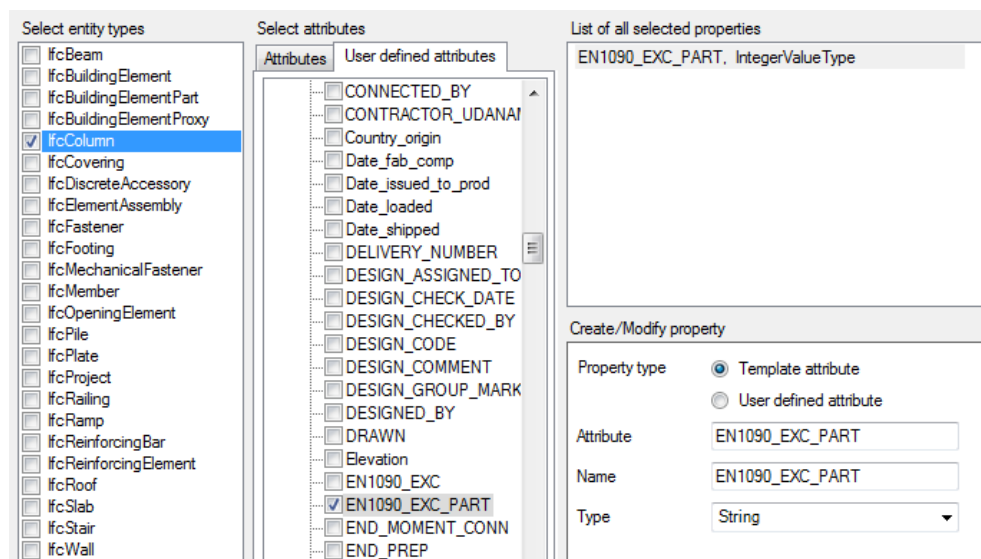 Select entity types
IfcBeam
IfcBuildingElement
IfcBuildingElementPart
IfcBuildingElementProxy
IfcColumn
IfcCovering
IfcDiscreteAccessory
IfcElementAssembly
IfcFastener
IfcFooting
IfcMechanicalFastener
IfcMember
IfcOpeningElement
IfcPile
IfcPlate
IfcProject
IfcRailing
IfcRamp
IfcReinforcingBar
IfcReinforcingElement
IfcRoof
IfcSlab
IfcStair
IfcWall
Select attributes
Attributes
User defined attributes
CONNECTED_BY
CONTRACTOR_UDANAM
Country_origin
Date_fab_comp
Date_issued_to_prod
Date_loaded
Date_shipped
DELIVERY_NUMBER
DESIGN_ASSIGNED_TO
DESIGN_CHECK_DATE
DESIGN_CHECKED_BY
DESIGN_CODE
DESIGN_COMMENT
DESIGN_GROUP_MARK
DESIGNED_BY
DRAWN
Elevation
EN1090_EXC
EN1090_EXC_PART
END_MOMENT_CONN
END_PREP
List of all selected properties
EN1090_EXC_PART, IntegerValueType
Create/Modify property
Property type
Template attribute
User defined attribute
Attribute
EN1090_EXC_PART
Name
EN1090_EXC_PART
Type
String